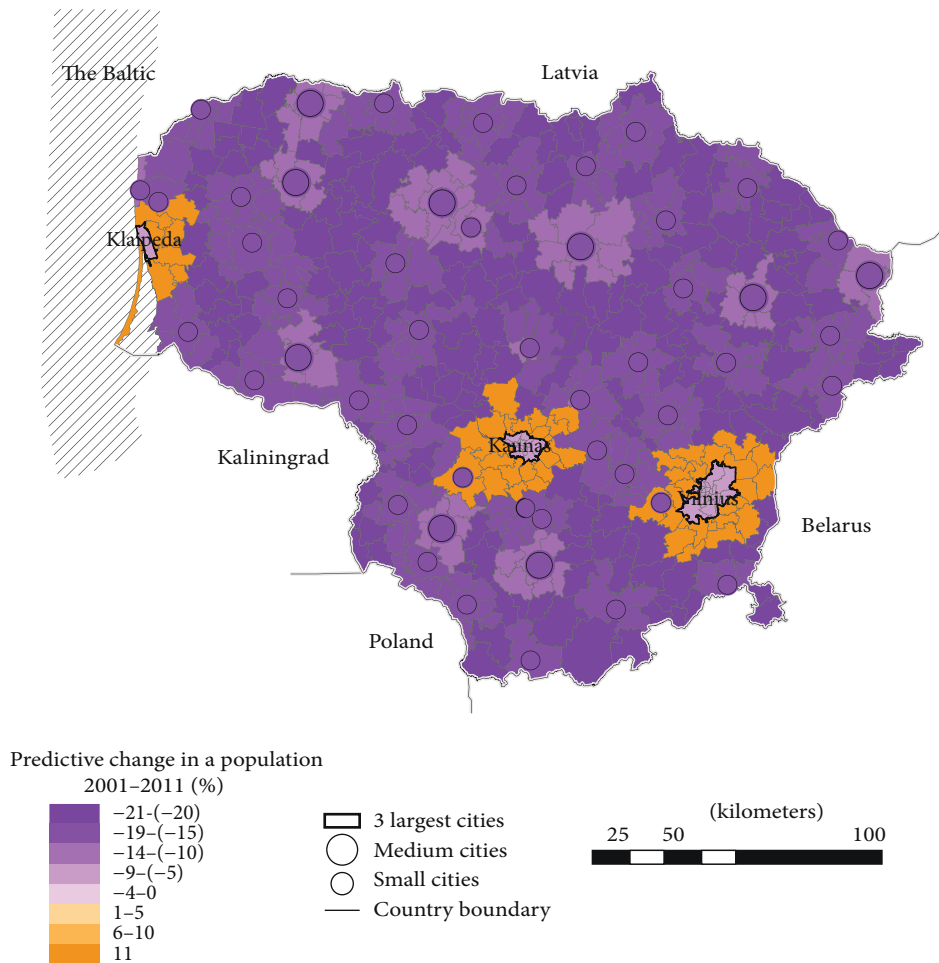 The Baltic
Latvia
Klaipeda
Kaunas
Kaliningrad
Vilnius
Belarus
Poland
Predictive change in a population
2001–2011 (%)
−21-(−20)
−19–(−15)
−14–(−10)
−9–(−5)
−4–0
1–5
6–10
11
3 largest cities
Medium cities
Small cities
Country boundary
(kilometers)
25 50 100